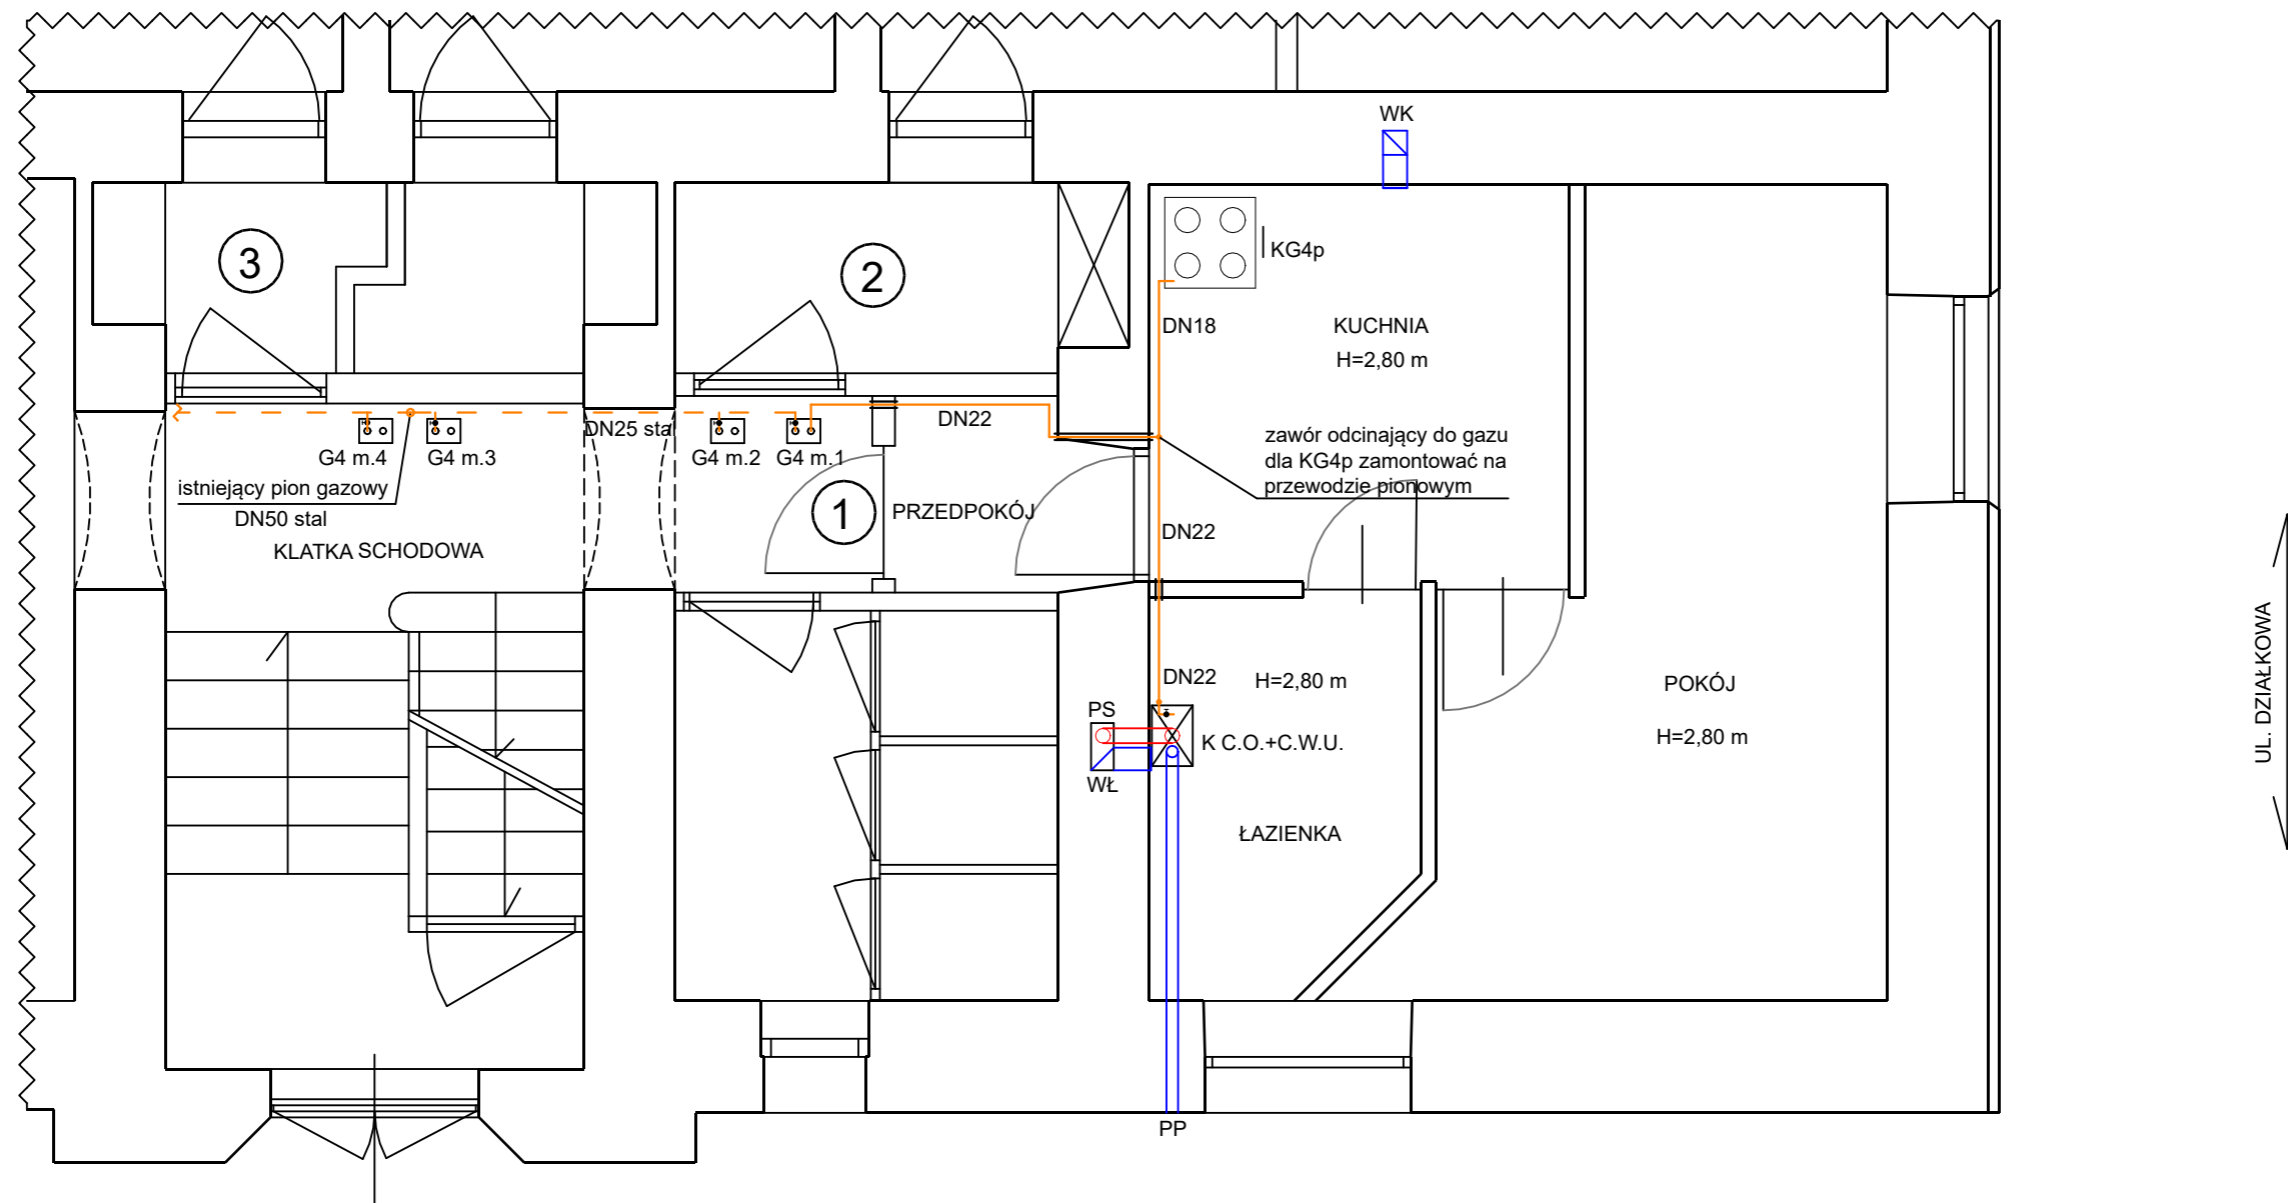 WK
3
2
KG4p
DN18
KUCHNIA
H=2,80 m
DN22
DN25 stal
G4 m.4
G4 m.3
G4 m.2
G4 m.1
zawór odcinający do gazu
dla KG4p zamontować na
przewodzie pionowym
istniejący pion gazowy
DN50 stal
KLATKA SCHODOWA
1
PRZEDPOKÓJ
DN22
DN22
H=2,80 m
POKÓJ
H=2,80 m
PS
K C.O.+C.W.U.
WŁ
ŁAZIENKA
PP
UL. DZIAŁKOWA